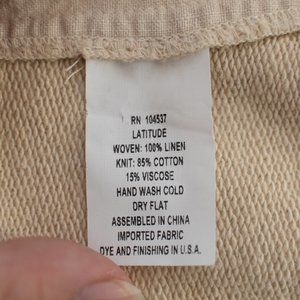 RN 104537
LATITUDE
WOVEN: 100% LINEN
KNIT: 85% COTTON
15% VISCOSE
HAND WASH COLD
DRY FLAT
ASSEMBLED IN CHINA
IMPORTED FABRIC
DYE AND FINISHING IN U.S.A.